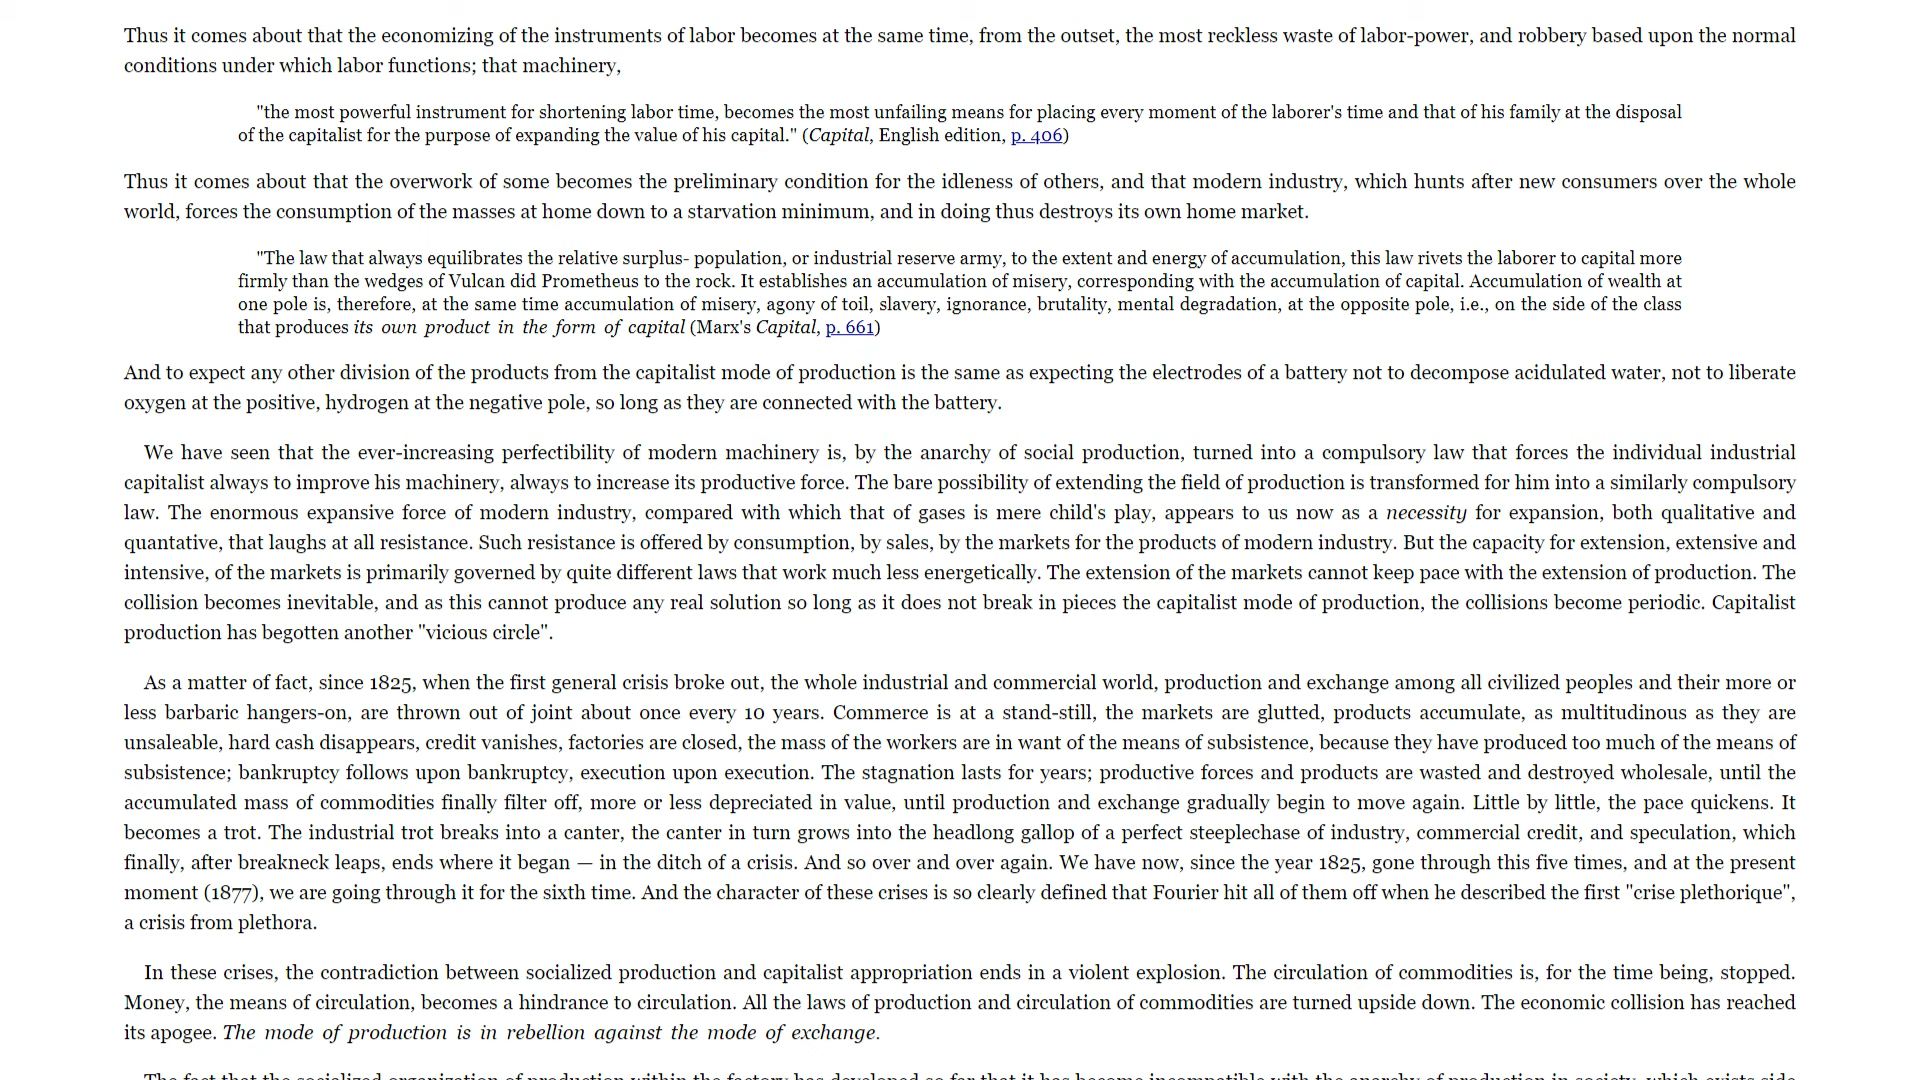 Thus it comes about that the economizing of the instruments of labor becomes at the same time, from the outset, the most reckless waste of labor-power, and robbery based upon the normal
conditions under which labor functions; that machinery,
"the most powerful instrument for shortening labor time, becomes the most unfailing means for placing every moment of the laborer's time and that of his family at the disposal
of the capitalist for the purpose of expanding the value of his capital." (Capital, English edition, p. 406)
Thus it comes about that the overwork of some becomes the preliminary condition for the idleness of others, and that modern industry, which hunts after new consumers over the whole
world, forces the consumption of the masses at home down to a starvation minimum, and in doing thus destroys its own home market.
"The law that always equilibrates the relative surplus- population, or industrial reserve army, to the extent and energy of accumulation, this law rivets the laborer to capital more
firmly than the wedges of Vulcan did Prometheus to the rock. It establishes an accumulation of misery, corresponding with the accumulation of capital. Accumulation of wealth at
one pole is, therefore, at the same time accumulation of misery, agony of toil, slavery, ignorance, brutality, mental degradation, at the opposite pole, i.e., on the side of the class
that produces its own product in the form of capital (Marx's Capital, p. 661)
And to expect any other division of the products from the capitalist mode of production is the same as expecting the electrodes of a battery not to decompose acidulated water, not to liberate
oxygen at the positive, hydrogen at the negative pole, so long as they are connected with the battery.
We have seen that the ever-increasing perfectibility of modern machinery is, by the anarchy of social production, turned into a compulsory law that forces the individual industrial
capitalist always to improve his machinery, always to increase its productive force. The bare possibility of extending the field of production is transformed for him into a similarly compulsory
law. The enormous expansive force of modern industry, compared with which that of gases is mere child's play, appears to us now as a necessity for expansion, both qualitative and
quantative, that laughs at all resistance. Such resistance is offered by consumption, by sales, by the markets for the products of modern industry. But the capacity for extension, extensive and
intensive, of the markets is primarily governed by quite different laws that work much less energetically. The extension of the markets cannot keep pace with the extension of production. The
collision becomes inevitable, and as this cannot produce any real solution so long as it does not break in pieces the capitalist mode of production, the collisions become periodic. Capitalist
production has begotten another "vicious circle".
As a matter of fact, since 1825, when the first general crisis broke out, the whole industrial and commercial world, production and exchange among all civilized peoples and their more or
less barbaric hangers-on, are thrown out of joint about once every 10 years. Commerce is at a stand-still, the markets are glutted, products accumulate, as multitudinous as they are
unsaleable, hard cash disappears, credit vanishes, factories are closed, the mass of the workers are in want of the means of subsistence, because they have produced too much of the means of
subsistence; bankruptcy follows upon bankruptcy, execution upon execution. The stagnation lasts for years; productive forces and products are wasted and destroyed wholesale, until the
accumulated mass of commodities finally filter off, more or less depreciated in value, until production and exchange gradually begin to move again. Little by little, the pace quickens. It
becomes a trot. The industrial trot breaks into a canter, the canter in turn grows into the headlong gallop of a perfect steeplechase of industry, commercial credit, and speculation, which
finally, after breakneck leaps, ends where it began — in the ditch of a crisis. And so over and over again. We have now, since the year 1825, gone through this five times, and at the present
moment (1877), we are going through it for the sixth time. And the character of these crises is so clearly defined that Fourier hit all of them off when he described the first "crise plethorique",
a crisis from plethora.
In these crises, the contradiction between socialized production and capitalist appropriation ends in a violent explosion. The circulation of commodities is, for the time being, stopped.
Money, the means of circulation, becomes a hindrance to circulation. All the laws of production and circulation of commodities are turned upside down. The economic collision has reached
its apogee. The mode of production is in rebellion against the mode of exchange.
The fact that the socialized organization of production within the factory has developed so far that it has become incompatible with the anarchy of production in society, which exists side